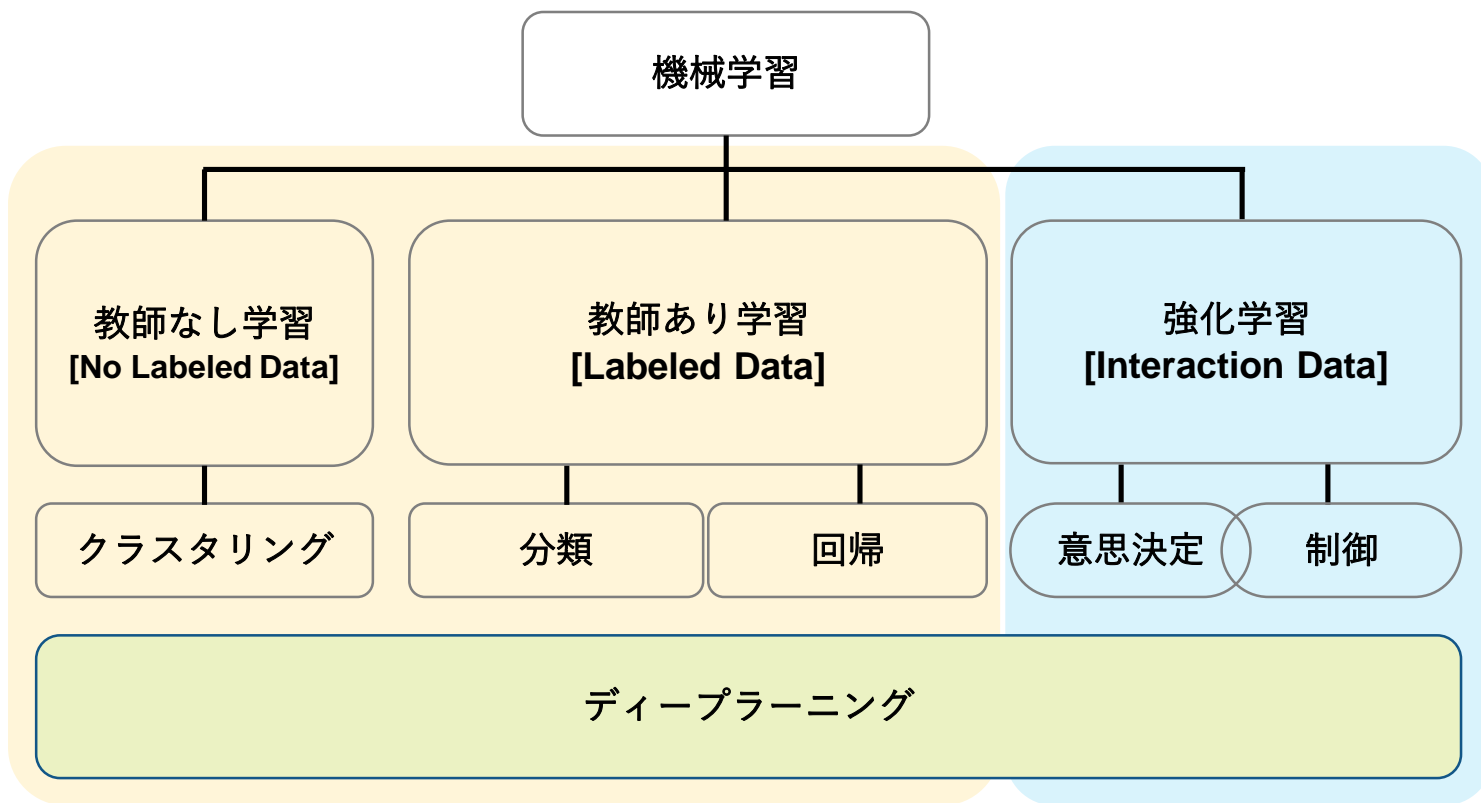 機械学習
教師なし学習
[No Labeled Data]
教師あり学習
[Labeled Data]
強化学習
[Interaction Data]
クラスタリング
分類
回帰
意思決定
制御
ディープラーニング